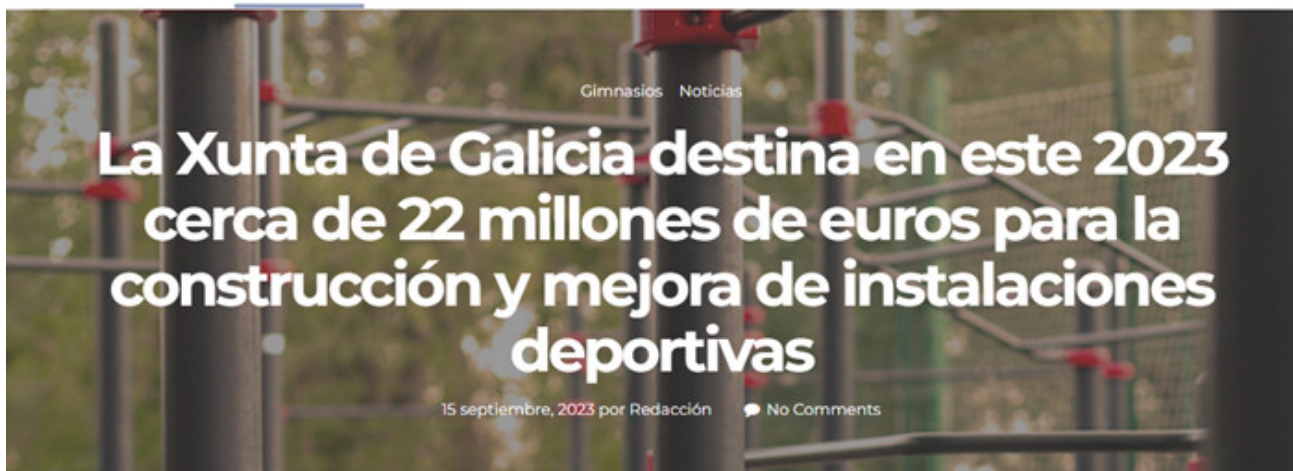 Gimnasios Noticias
La Xunta de Galicia destina en este 2023
cerca de 22 millones de euros para la
construcción y mejora de instalaciones
deportivas
15 septiembre, 2023 por Redacción No Comments